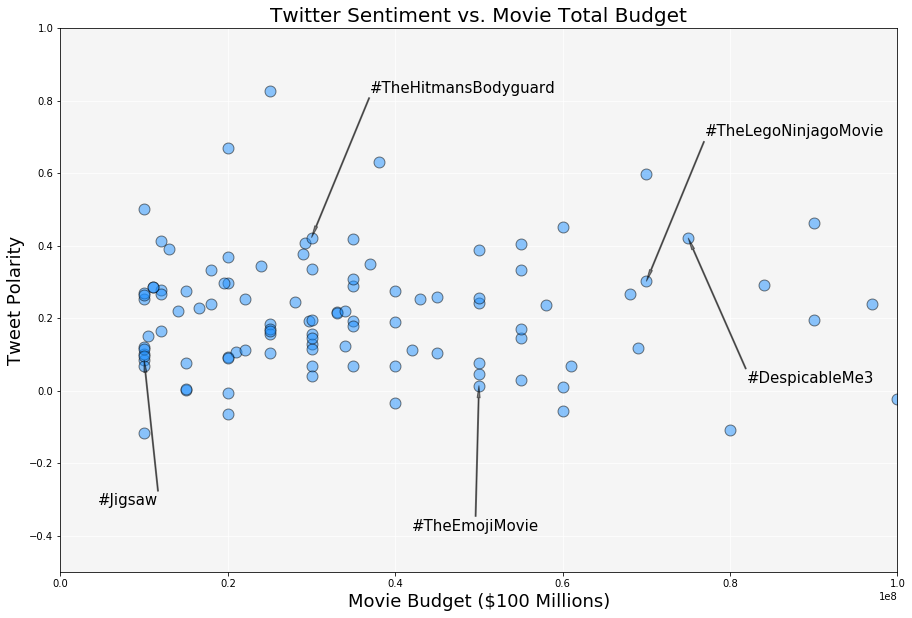 Twitter Sentiment vs. Movie Total Budget
1.0
0.8
0.6
0.4
0.2
0.0
−0.2
−0.4
Tweet Polarity
#TheHitmansBodyguard
#TheLegoNinjagoMovie
#DespicableMe3
#Jigsaw
#TheEmojiMovie
0.0 0.2 0.4 0.6 0.8 1.0
1e8
Movie Budget ($100 Millions)